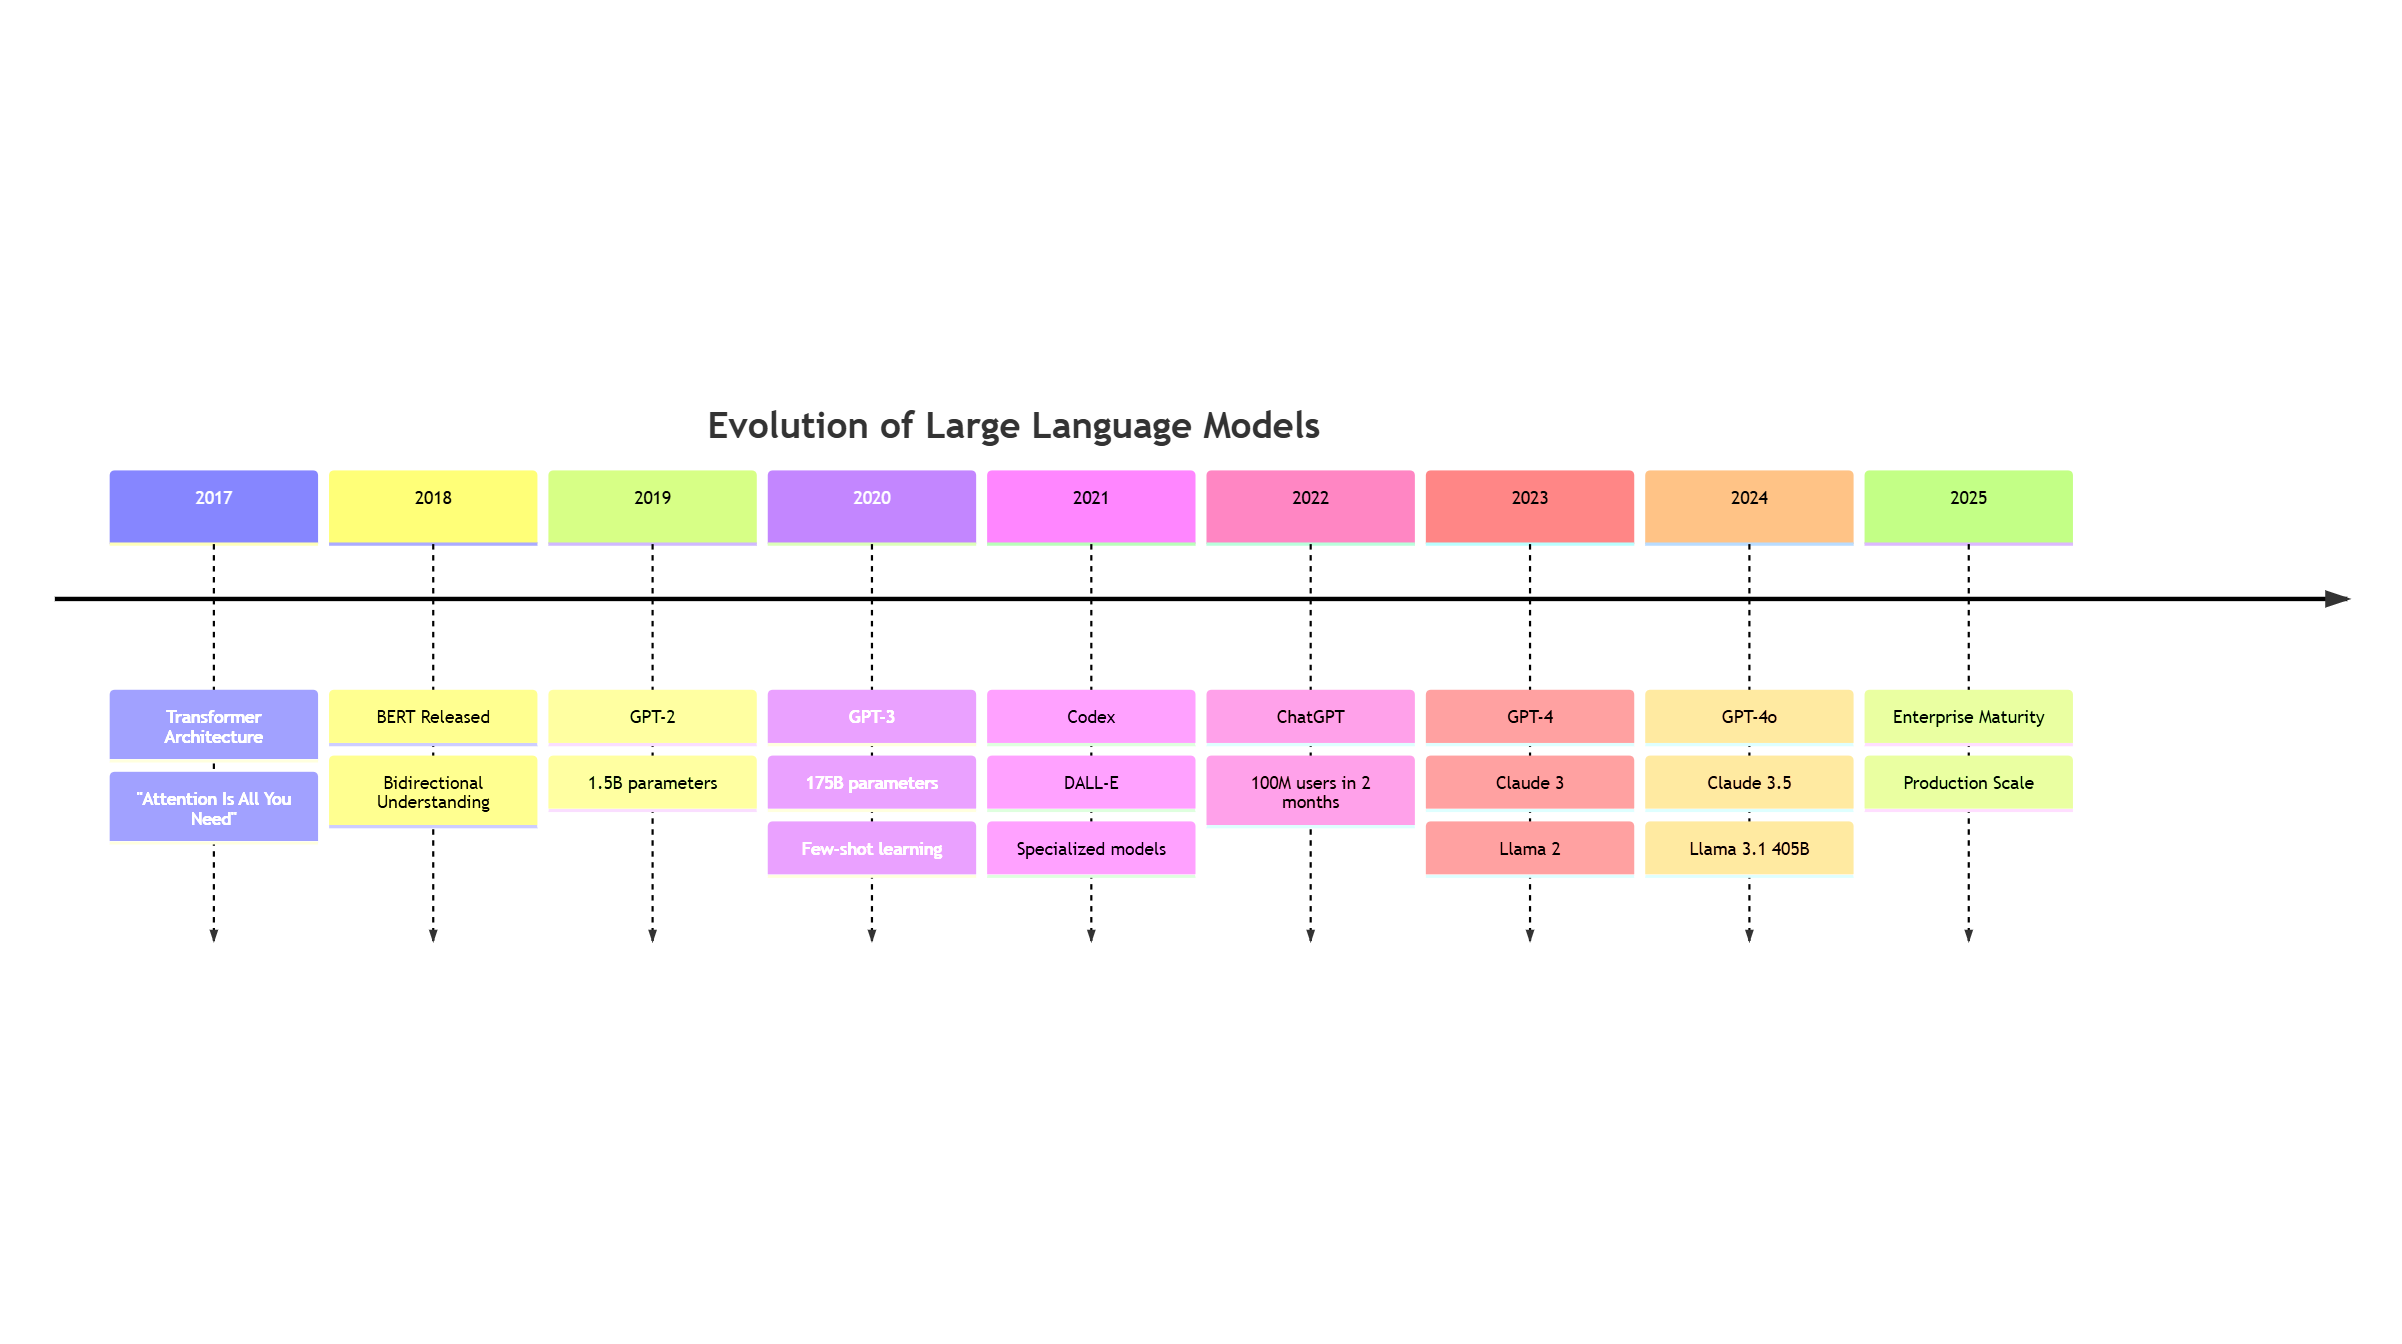 Evolution of Large Language Models
2017
2018
2019
2020
2021
2022
2023
2024
2025
Transformer
Architecture
"Attention Is All You
Need"
BERT Released
Bidirectional
Understanding
GPT-2
1.5B parameters
GPT-3
175B parameters
Few-shot learning
Codex
DALL-E
Specialized models
ChatGPT
100M users in 2
months
GPT-4
Claude 3
Llama 2
GPT-4o
Claude 3.5
Llama 3.1 405B
Enterprise Maturity
Production Scale